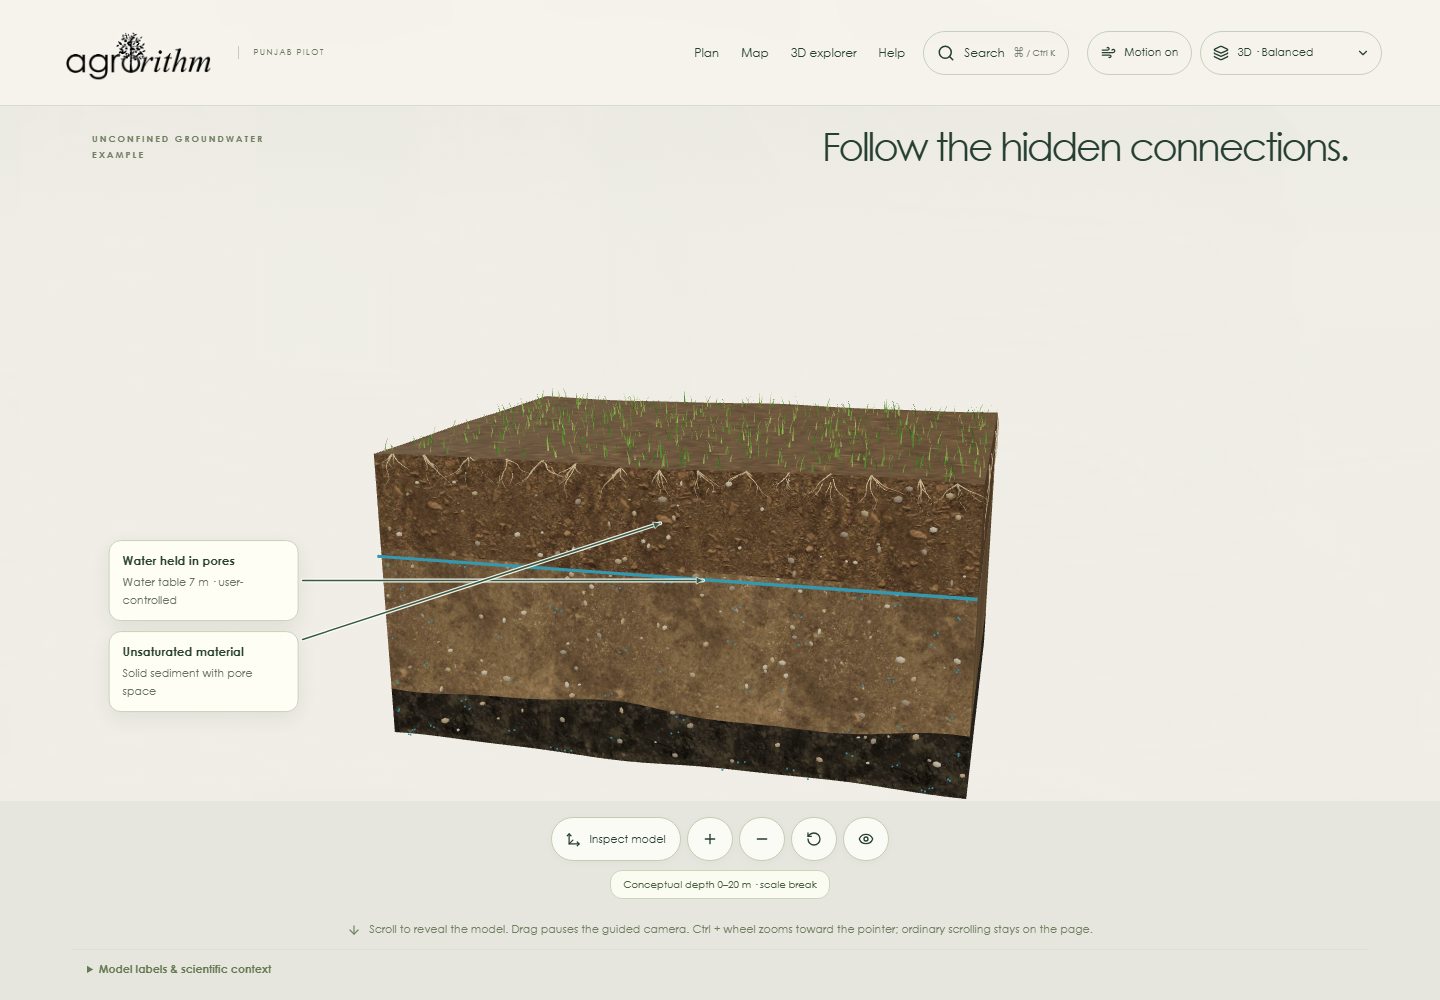 agrorithm
PUNJAB PILOT
Plan
Map
3D explorer
Help
Search ⌘ / Ctrl K
Motion on
3D · Balanced
UNCONFINED GROUNDWATER
EXAMPLE
Follow the hidden connections.
Water held in pores
Water table 7 m · user-
controlled
Unsaturated material
Solid sediment with pore
space
Inspect model
Conceptual depth 0–20 m · scale break
Scroll to reveal the model. Drag pauses the guided camera. Ctrl + wheel zooms toward the pointer; ordinary scrolling stays on the page.
Model labels & scientific context